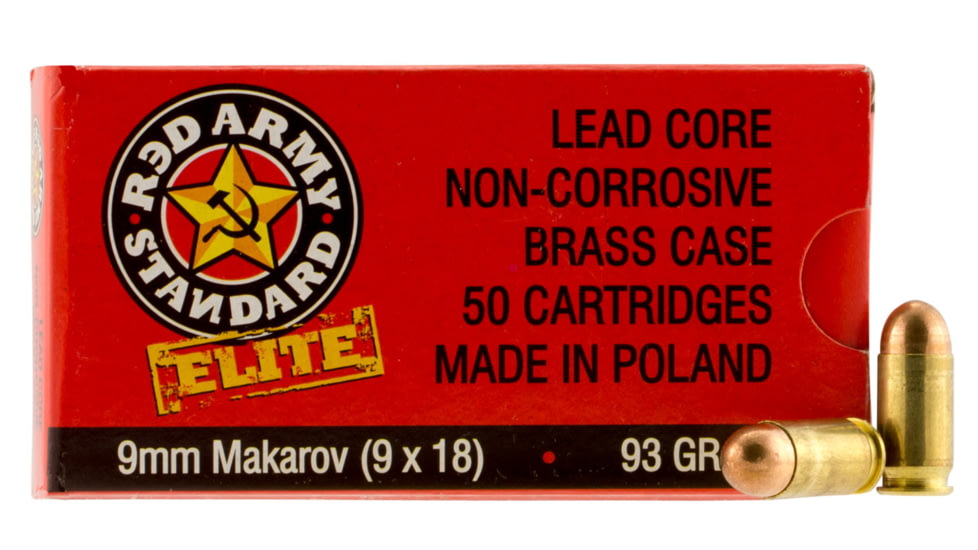 RED ARMY
STANDARD
ELITE
LEAD CORE
NON-CORROSIVE
BRASS CASE
50 CARTRIDGES
MADE IN POLAND
9mm Makarov (9 x 18) • 93 GR